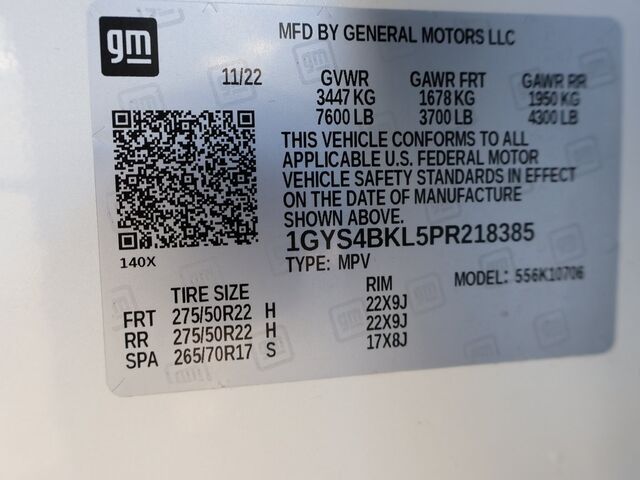 gm
MFD BY GENERAL MOTORS LLC
11/22 GVWR GAWR FRT GAWR RR
3447 KG 1678 KG 1950 KG
7600 LB 3700 LB 4300 LB
THIS VEHICLE CONFORMS TO ALL
APPLICABLE U.S. FEDERAL MOTOR
VEHICLE SAFETY STANDARDS IN EFFECT
ON THE DATE OF MANUFACTURE
SHOWN ABOVE.
1GYS4BKL5PR218385
140X
TYPE: MPV
MODEL: 556K10706
TIRE SIZE RIM
FRT 275/50R22 H 22X9J
RR 275/50R22 H 22X9J
SPA 265/70R17 S 17X8J